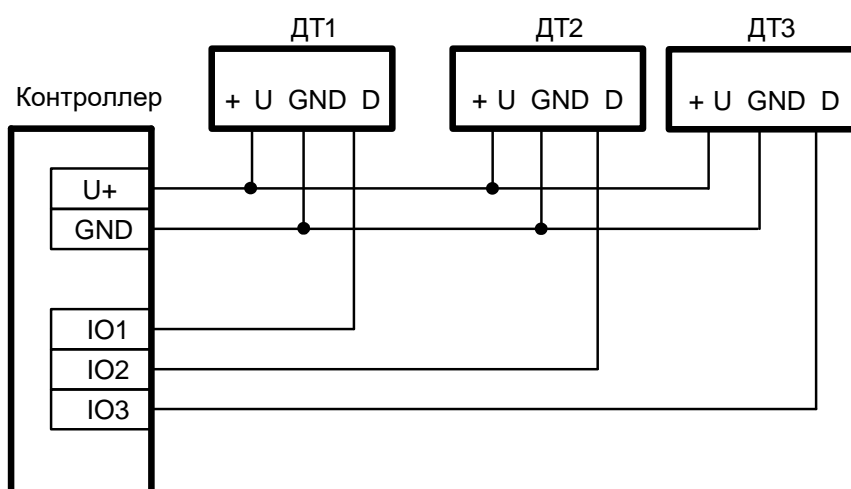 ДТ1
ДТ2
ДТ3
Контроллер
+ U GND D
+ U GND D
+ U GND D
U+
GND
IO1
IO2
IO3